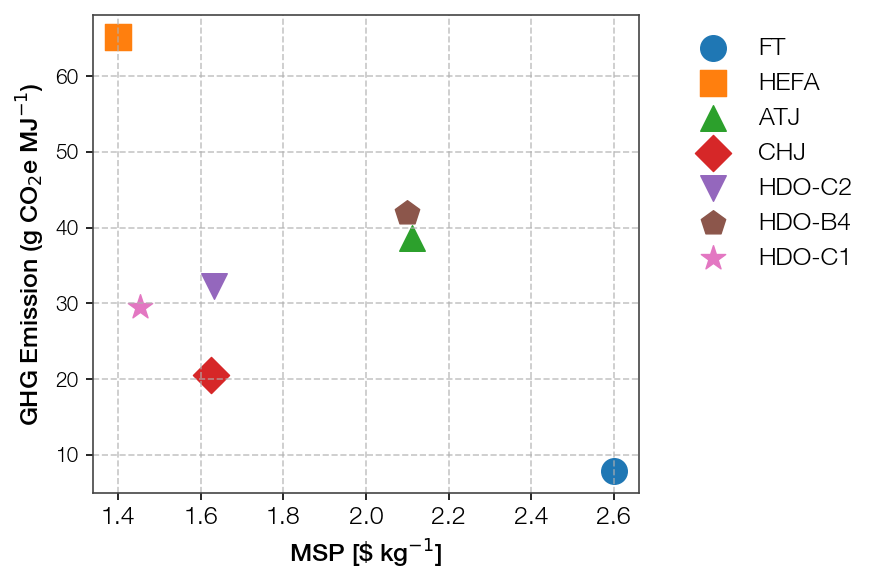 GHG Emission (g CO₂e MJ⁻¹)
60
50
40
30
20
10
1.4 1.6 1.8 2.0 2.2 2.4 2.6
MSP [$ kg⁻¹]
FT
HEFA
ATJ
CHJ
HDO-C2
HDO-B4
HDO-C1